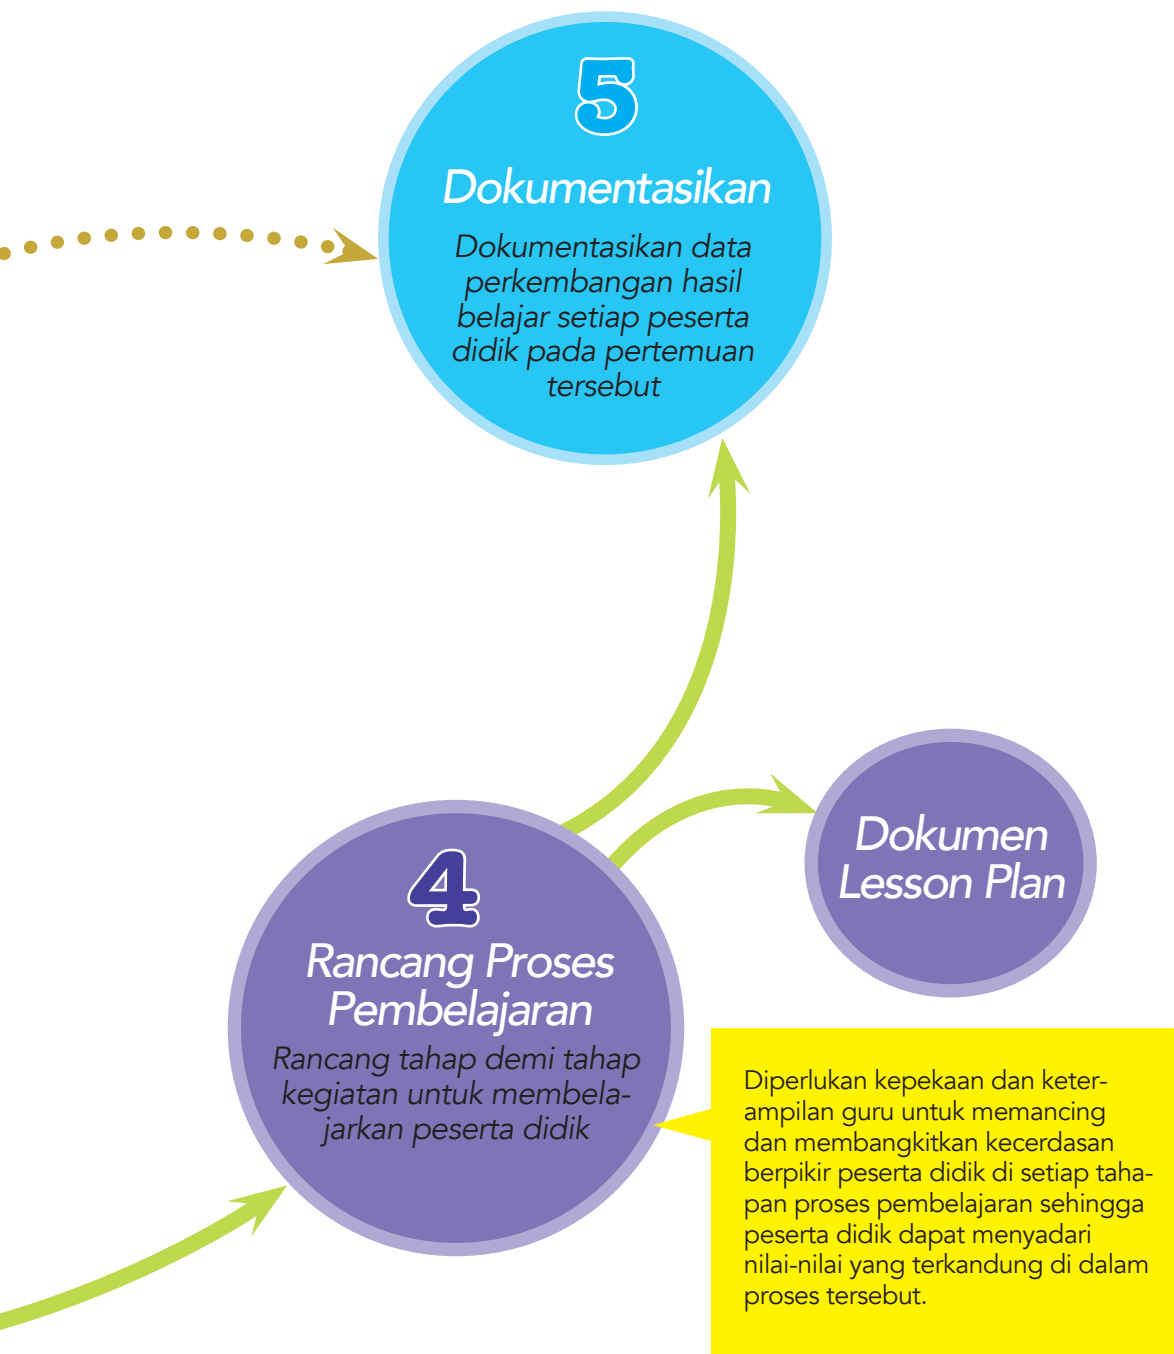 5
Dokumentasikan
Dokumentasikan data
perkembangan hasil
belajar setiap peserta
didik pada pertemuan
tersebut
Dokumen
Lesson Plan
4
Rancang Proses
Pembelajaran
Rancang tahap demi tahap
kegiatan untuk membela-
jarkan peserta didik
Diperlukan kepekaan dan keter-
ampilan guru untuk memancing
dan membangkitkan kecerdasan
berpikir peserta didik di setiap taha-
pan proses pembelajaran sehingga
peserta didik dapat menyadari
nilai-nilai yang terkandung di dalam
proses tersebut.